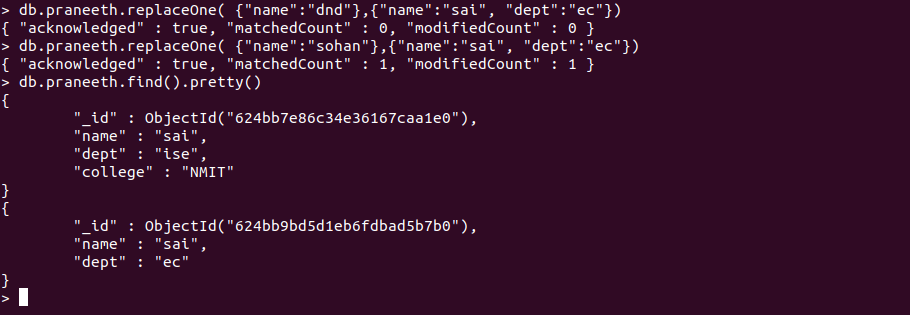 > db.praneeth.replaceOne( {"name":"dnd"},{"name":"sai", "dept":"ec"})
{ "acknowledged" : true, "matchedCount" : 0, "modifiedCount" : 0 }
> db.praneeth.replaceOne( {"name":"sohan"},{"name":"sai", "dept":"ec"})
{ "acknowledged" : true, "matchedCount" : 1, "modifiedCount" : 1 }
> db.praneeth.find().pretty()
{
        "_id" : ObjectId("624bb7e86c34e36167caa1e0"),
        "name" : "sai",
        "dept" : "ise",
        "college" : "NMIT"
}
{
        "_id" : ObjectId("624bb9bd5d1eb6fdbad5b7b0"),
        "name" : "sai",
        "dept" : "ec"
}
>